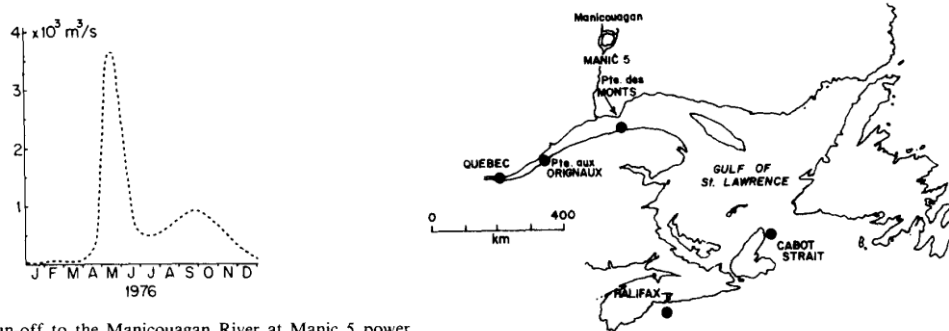 4 x10³ m³/s
3
2
1
J F M A M J J A S O N D
1976
Manicouagan
MANIC 5
Pte. des
MONTS
QUEBEC
Pte. aux
ORIGNAUX
GULF OF
St. LAWRENCE
0 400
km
CABOT
STRAIT
HALIFAX
un-off to the Manicouagan River at Manic 5 power